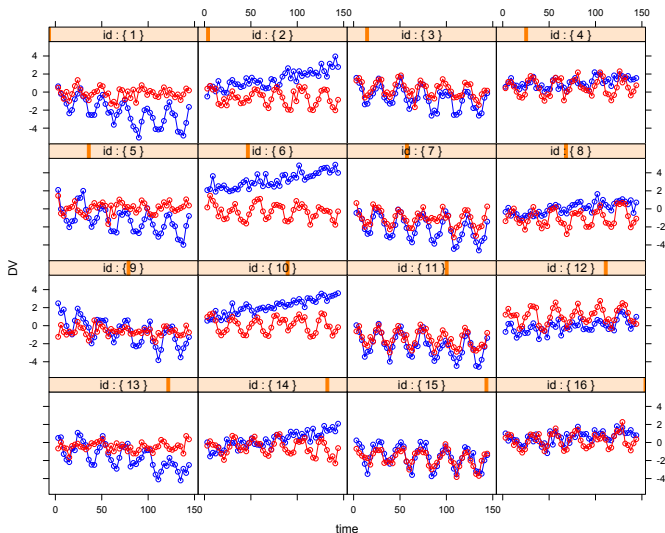 0 50 100 150 0 50 100 150
id : { 1 } id : { 2 } id : { 3 } id : { 4 }
4
2
0
-2
-4
id : { 5 } id : { 6 } id : { 7 } id : { 8 }
4
2
0
-2
-4
id : { 9 } id : { 10 } id : { 11 } id : { 12 }
4
2
0
-2
-4
id : { 13 } id : { 14 } id : { 15 } id : { 16 }
4
2
0
-2
-4
0 50 100 150 0 50 100 150
DV
time